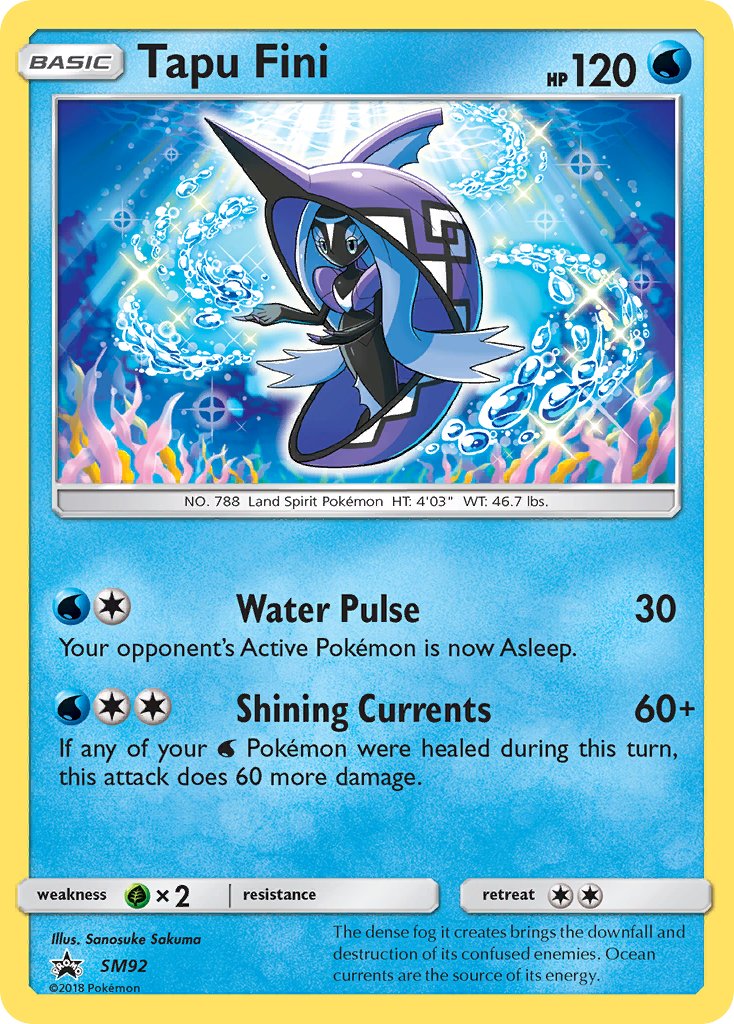 BASIC Tapu Fini HP 120
NO. 788 Land Spirit Pokémon HT: 4'03" WT: 46.7 lbs.
Water Pulse 30
Your opponent's Active Pokémon is now Asleep.
Shining Currents 60+
If any of your Pokémon were healed during this turn,
this attack does 60 more damage.
weakness ×2 resistance retreat
Illus. Sanosuke Sakuma
PROMO SM92
©2018 Pokémon
The dense fog it creates brings the downfall and
destruction of its confused enemies. Ocean
currents are the source of its energy.